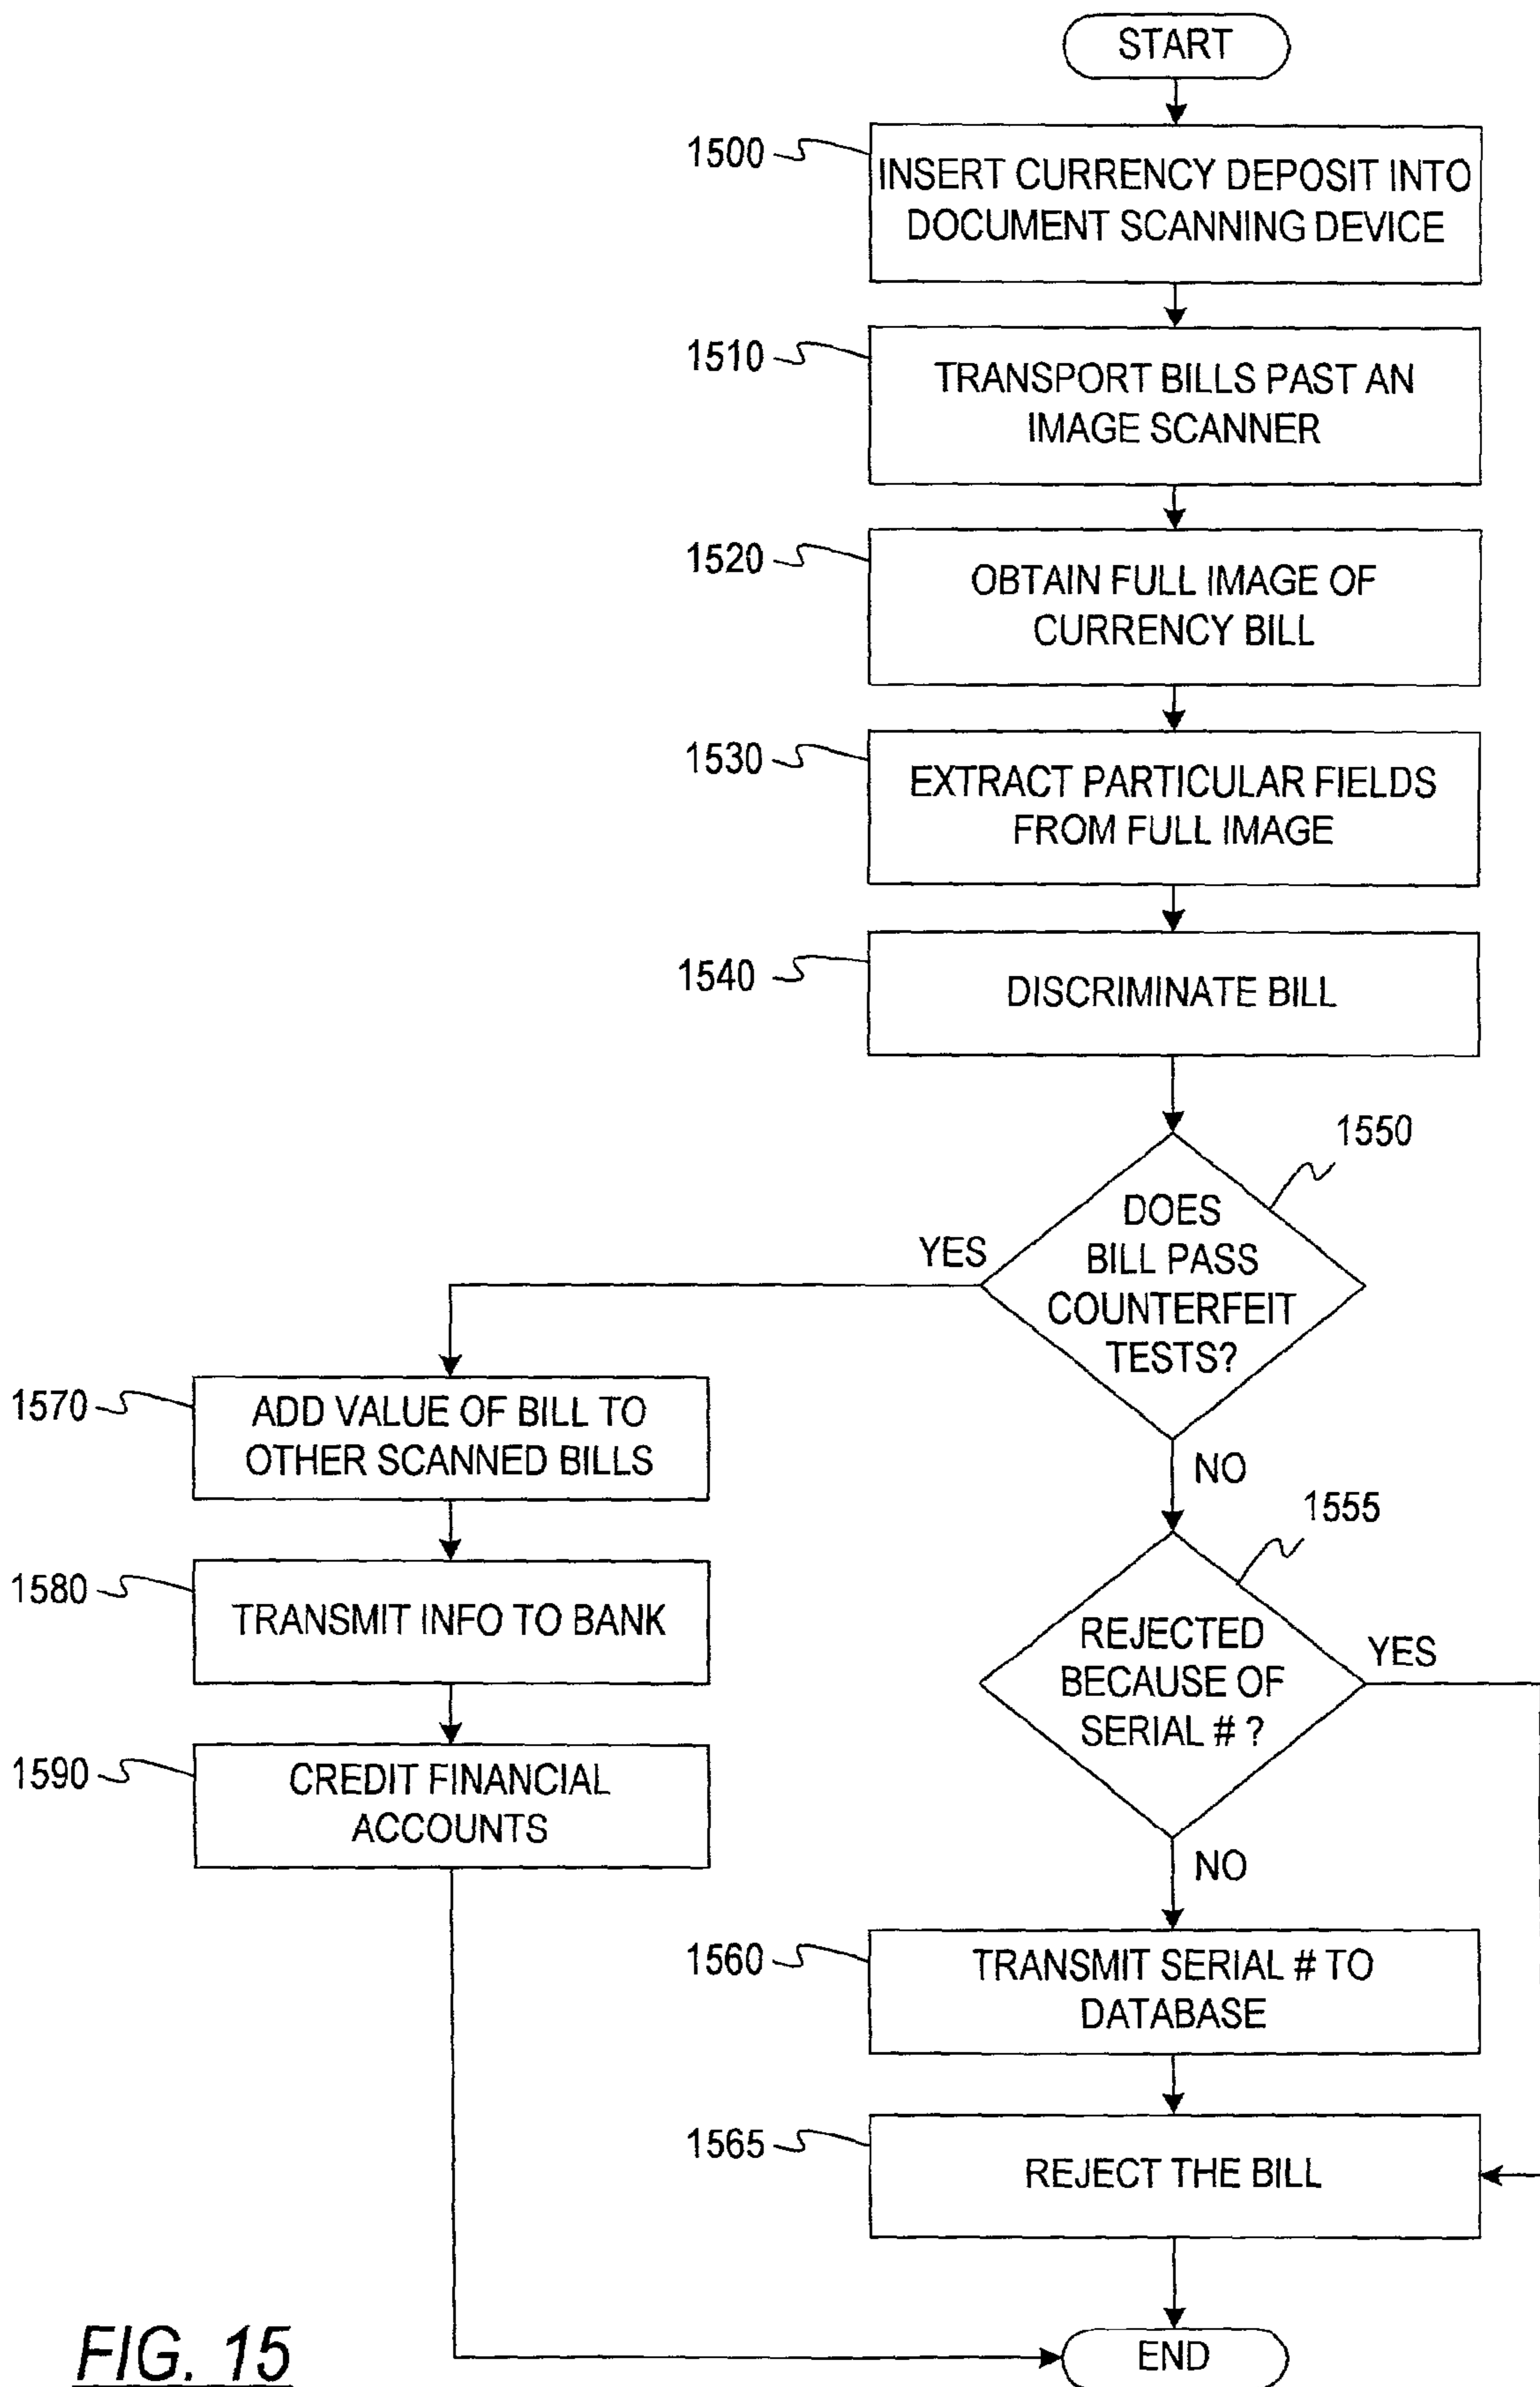 START
1500
INSERT CURRENCY DEPOSIT INTO
DOCUMENT SCANNING DEVICE
1510
TRANSPORT BILLS PAST AN
IMAGE SCANNER
1520
OBTAIN FULL IMAGE OF
CURRENCY BILL
1530
EXTRACT PARTICULAR FIELDS
FROM FULL IMAGE
1540
DISCRIMINATE BILL
1550
DOES
BILL PASS
COUNTERFEIT
TESTS?
YES
NO
1570
ADD VALUE OF BILL TO
OTHER SCANNED BILLS
1580
TRANSMIT INFO TO BANK
1590
CREDIT FINANCIAL
ACCOUNTS
1555
REJECTED
BECAUSE OF
SERIAL # ?
YES
NO
1560
TRANSMIT SERIAL # TO
DATABASE
1565
REJECT THE BILL
END
FIG. 15